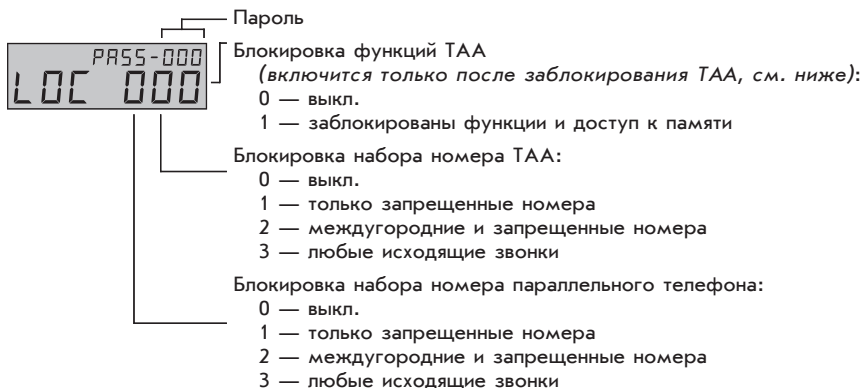 Пароль
PASS-000
LOC 000
Блокировка функций ТАА
(включится только после заблокирования ТАА, см. ниже):
0 — выкл.
1 — заблокированы функции и доступ к памяти
Блокировка набора номера ТАА:
0 — выкл.
1 — только запрещенные номера
2 — междугородние и запрещенные номера
3 — любые исходящие звонки
Блокировка набора номера параллельного телефона:
0 — выкл.
1 — только запрещенные номера
2 — междугородние и запрещенные номера
3 — любые исходящие звонки